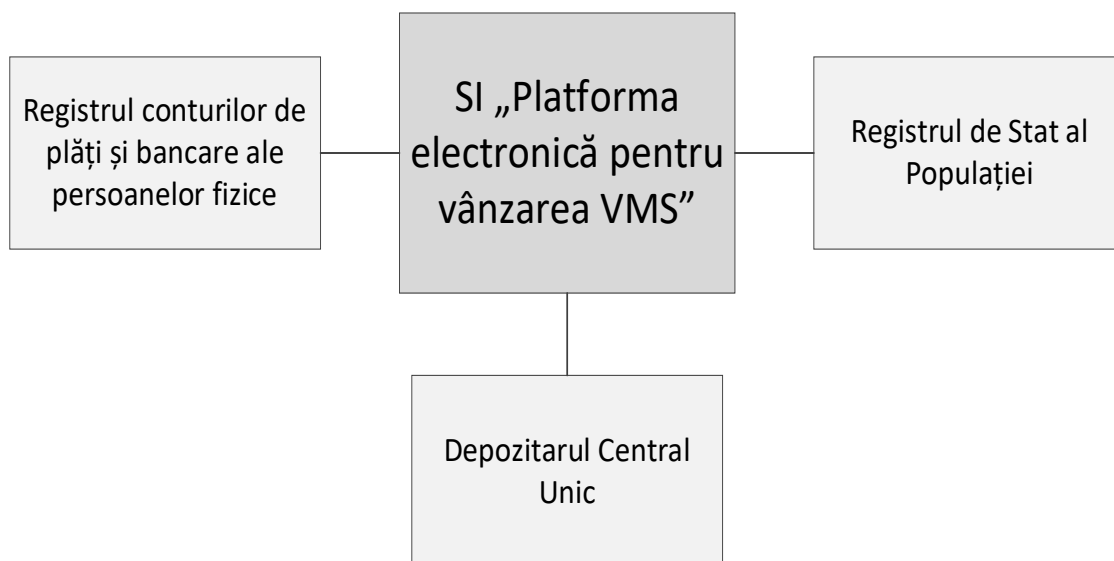 Registrul conturilor de
plăți și bancare ale
persoanelor fizice
SI „Platforma
electronică pentru
vânzarea VMS”
Registrul de Stat al
Populației
Depozitarul Central
Unic